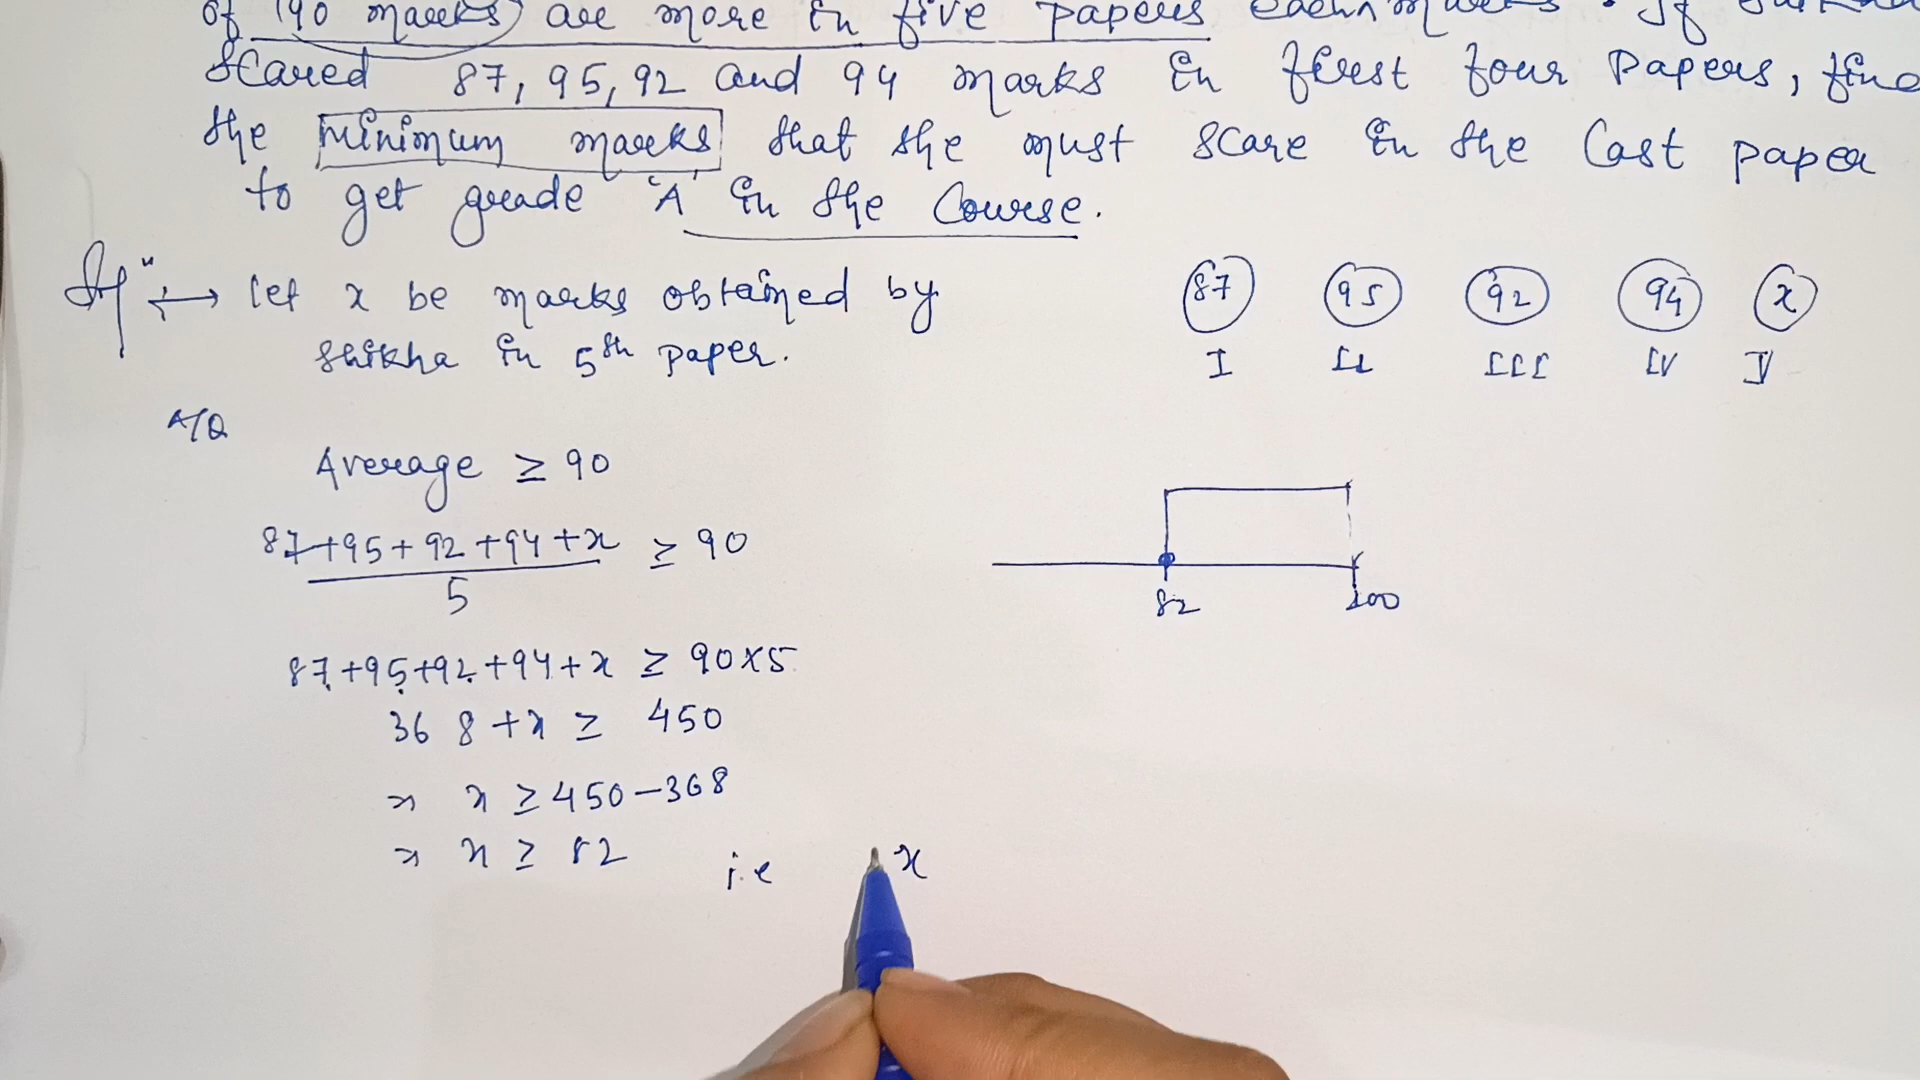 of 90 marks are more in five papers each
scared 87, 95, 92 and 94 marks in first four Papers, find
the minimum marks that she must scare in the last paper
to get grade 'A' in the Course.
Solⁿ let x be marks obtained by
shikha in 5th paper.
87 95 92 94 x
I II III IV V
A/Q
Average ≥ 90
87+95+92+94+x ≥ 90
5
82 100
87+95+92+94+x ≥ 90×5
368+x ≥ 450
⇒ x ≥ 450-368
⇒ x ≥ 82 i.e x